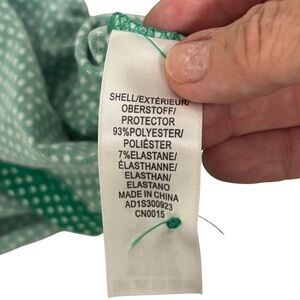 SHELL/EXTÉRIEUR/
OBERSTOFF/
PROTECTOR
93%POLYESTER/
POLIÉSTER
7%ELASTANE/
ÉLASTHANNE/
ELASTHAN/
ELASTANO
MADE IN CHINA
AD1S300923
CN0015